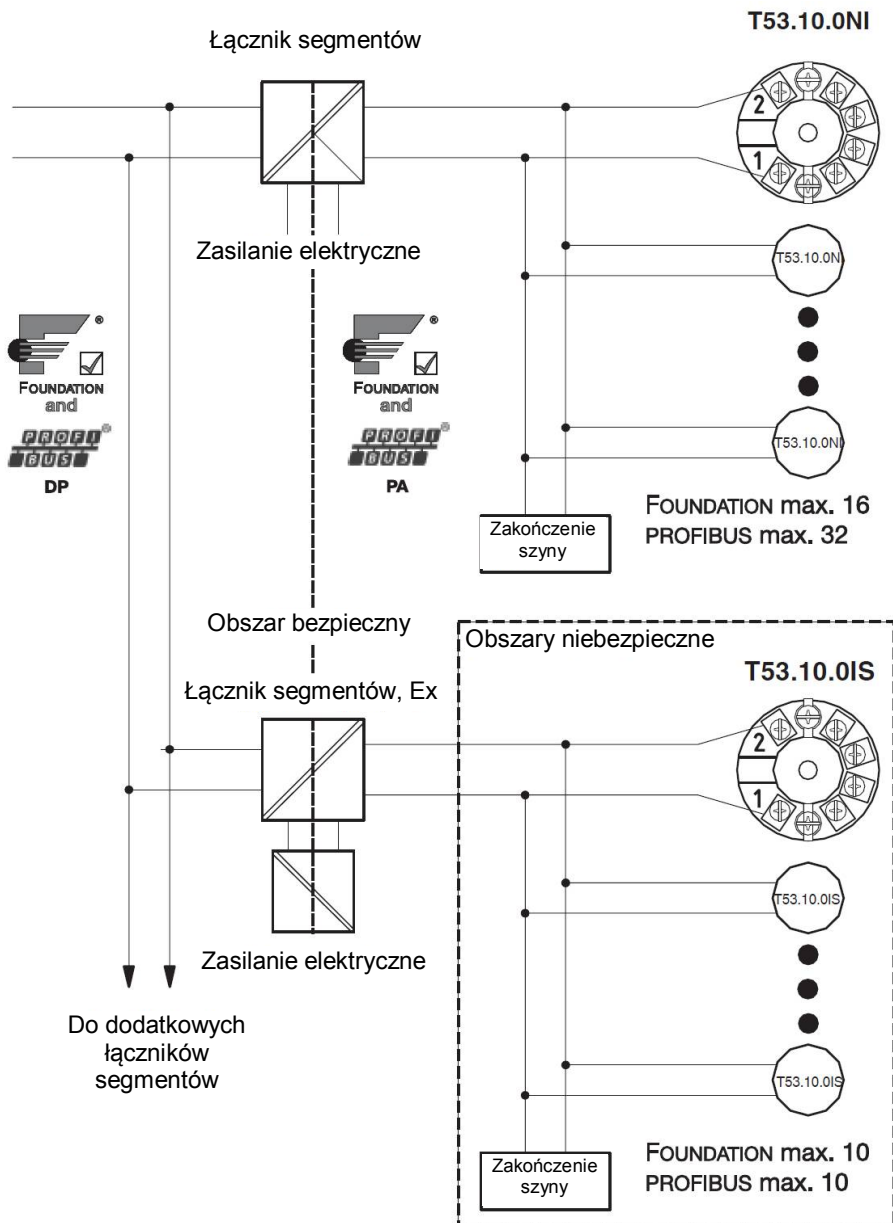 Łącznik segmentów
T53.10.0NI
2
1
Zasilanie elektryczne
T53.10.0NI
®
FOUNDATION
and
PROFI
BUS
®
DP
®
FOUNDATION
and
PROFI
BUS
®
PA
T53.10.0NI
FOUNDATION max. 16
PROFIBUS max. 32
Zakończenie
szyny
Obszar bezpieczny
Obszary niebezpieczne
Łącznik segmentów, Ex
T53.10.0IS
2
1
T53.10.0IS
Zasilanie elektryczne
Do dodatkowych
łączników
segmentów
T53.10.0IS
FOUNDATION max. 10
PROFIBUS max. 10
Zakończenie
szyny